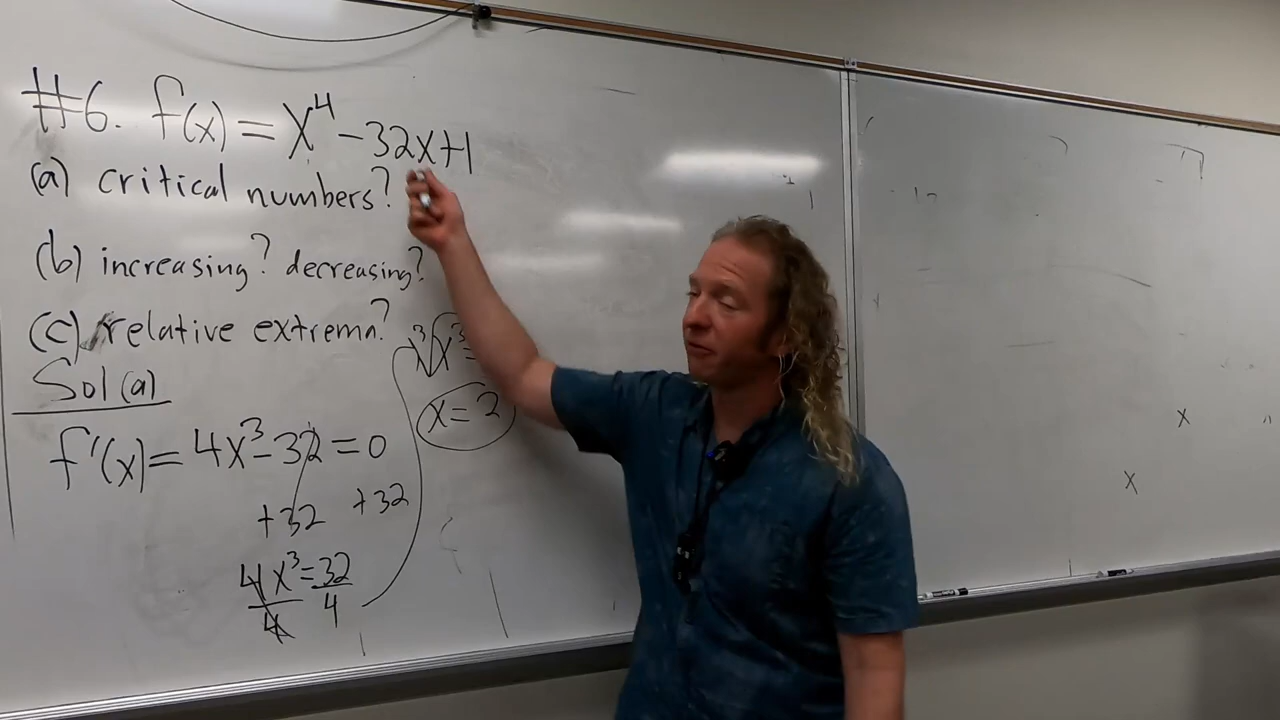 #6. f(x) = x⁴ - 32x + 1
(a) critical numbers?
(b) increasing? decreasing?
(c) relative extrema?
Sol (a)
f'(x) = 4x³ - 32 = 0
+32 +32
4x³ = 32
4 4
³√x³ =
x = 2
x
x